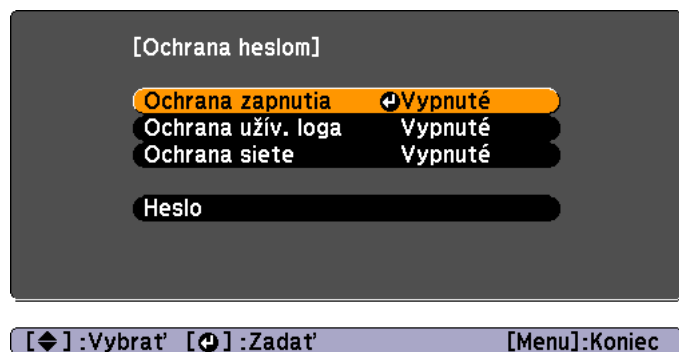 [Ochrana heslom]
Ochrana zapnutia Vypnuté
Ochrana užív. loga Vypnuté
Ochrana siete Vypnuté
Heslo
[ ] :Vybrať [ ] :Zadať [Menu]:Koniec